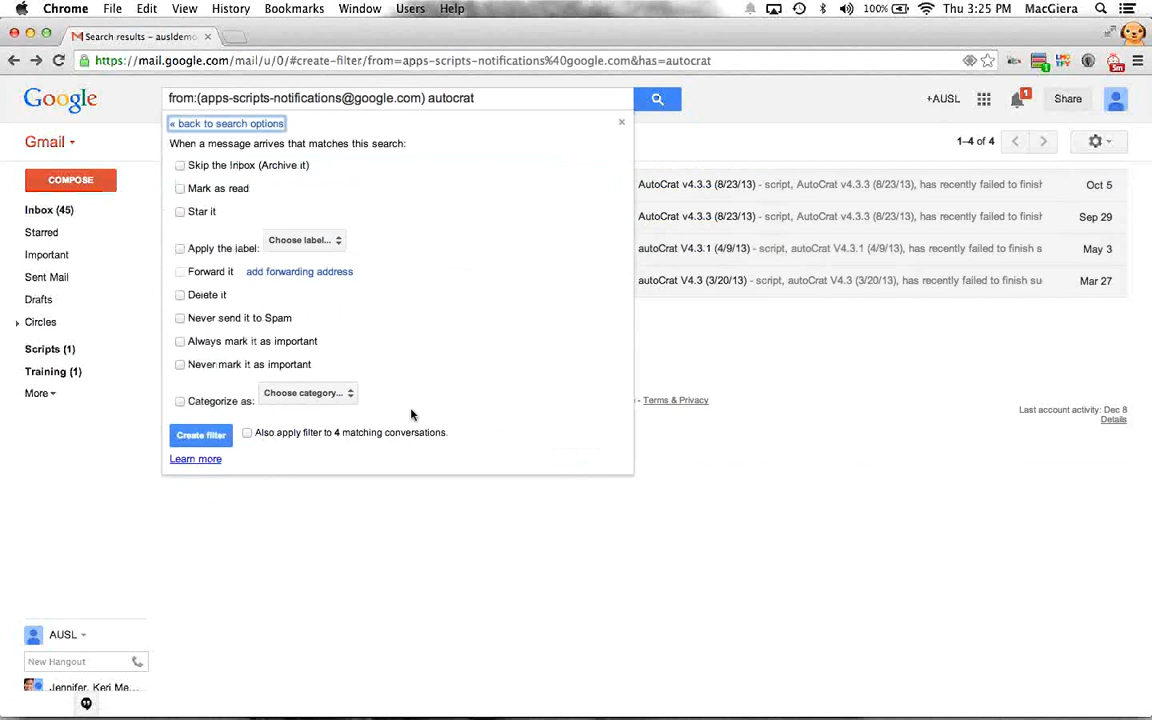 Chrome File Edit View History Bookmarks Window Users Help 100% Thu 3:25 PM MacGiera
Search results – ausldemo ×
https://mail.google.com/mail/u/0/#create-filter/from=apps-scripts-notifications%40google.com&has=autocrat
Google from:(apps-scripts-notifications@google.com) autocrat +AUSL 1 Share
« back to search options ×
When a message arrives that matches this search:
Gmail 1–4 of 4
Skip the Inbox (Archive it)
COMPOSE
Mark as read
AutoCrat v4.3.3 (8/23/13) - script, AutoCrat v4.3.3 (8/23/13), has recently failed to finish Oct 5
Inbox (45)
Star it
AutoCrat v4.3.3 (8/23/13) - script, AutoCrat v4.3.3 (8/23/13), has recently failed to finish Sep 29
Starred
Apply the label: Choose label...
autoCrat V4.3.1 (4/9/13) - script, autoCrat V4.3.1 (4/9/13), has recently failed to finish s May 3
Important
Forward it add forwarding address
Sent Mail
autoCrat V4.3 (3/20/13) - script, autoCrat V4.3 (3/20/13), has recently failed to finish su Mar 27
Delete it
Drafts
Never send it to Spam
Circles
Always mark it as important
Scripts (1)
Never mark it as important
Training (1)
Categorize as: Choose category...
More
- Terms & Privacy
Last account activity: Dec 8
Details
Create filter Also apply filter to 4 matching conversations.
Learn more
AUSL
New Hangout
Jennifer, Keri Me...